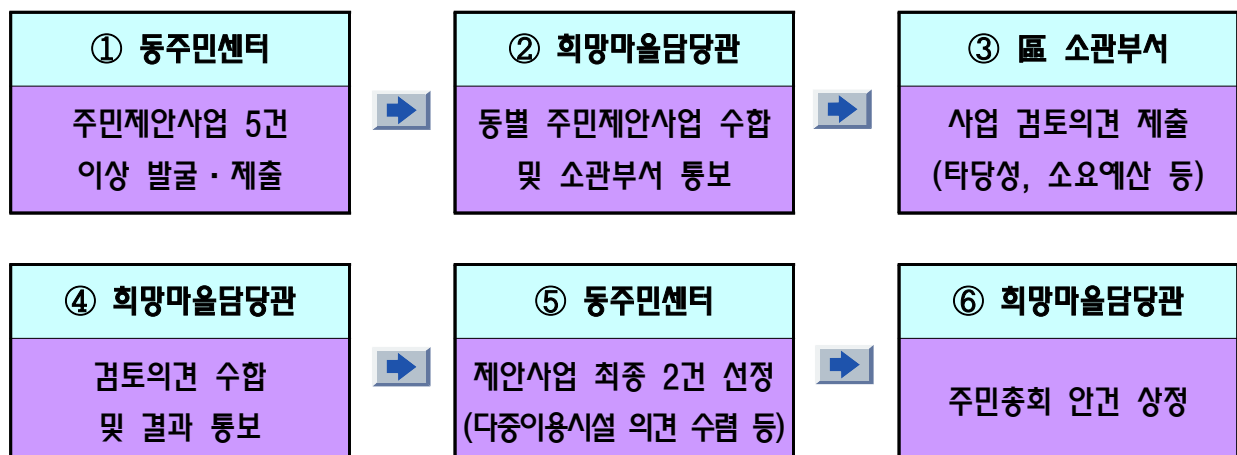 ① 동주민센터
주민제안사업 5건
이상 발굴 · 제출
② 희망마을담당관
동별 주민제안사업 수합
및 소관부서 통보
③ 區 소관부서
사업 검토의견 제출
(타당성, 소요예산 등)
④ 희망마을담당관
검토의견 수합
및 결과 통보
⑤ 동주민센터
제안사업 최종 2건 선정
(다중이용시설 의견 수렴 등)
⑥ 희망마을담당관
주민총회 안건 상정